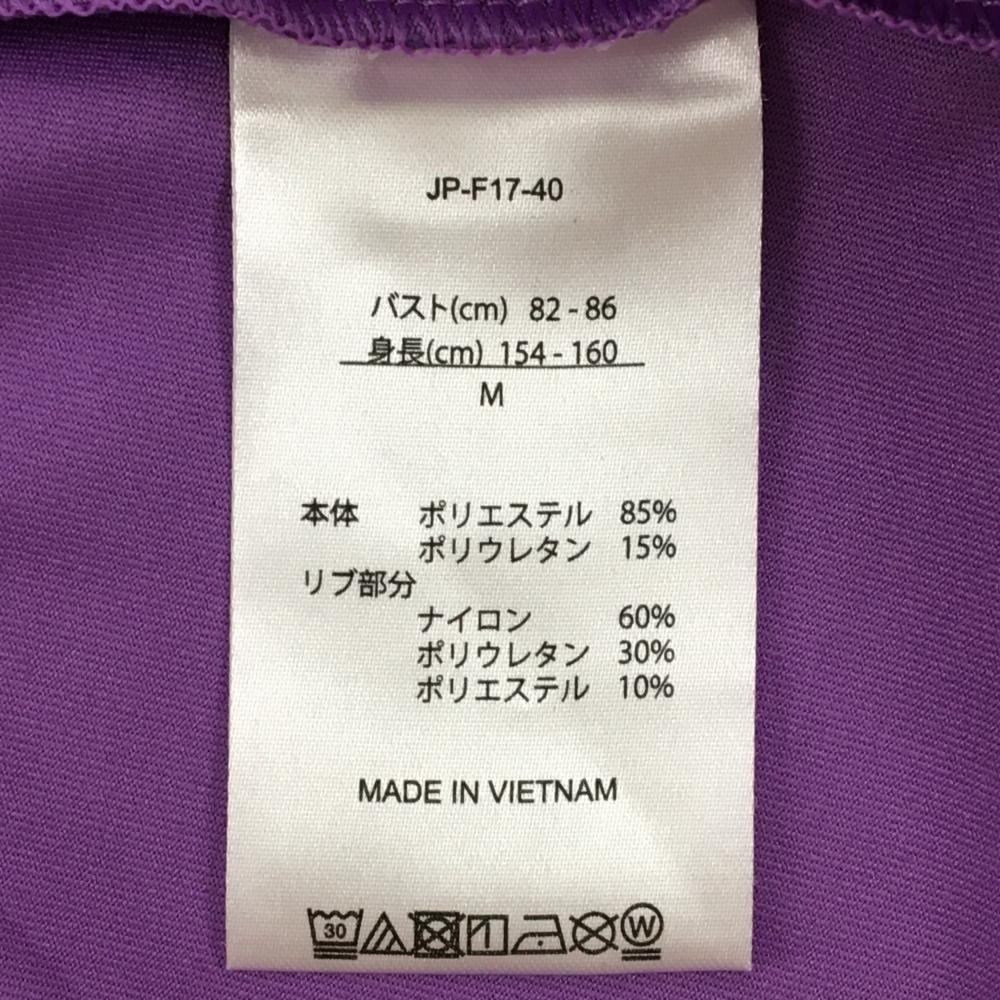 JP-F17-40
バスト(cm) 82 - 86
身長(cm) 154 - 160
M
本体 ポリエステル 85%
ポリウレタン 15%
リブ部分
ナイロン 60%
ポリウレタン 30%
ポリエステル 10%
MADE IN VIETNAM
30 W